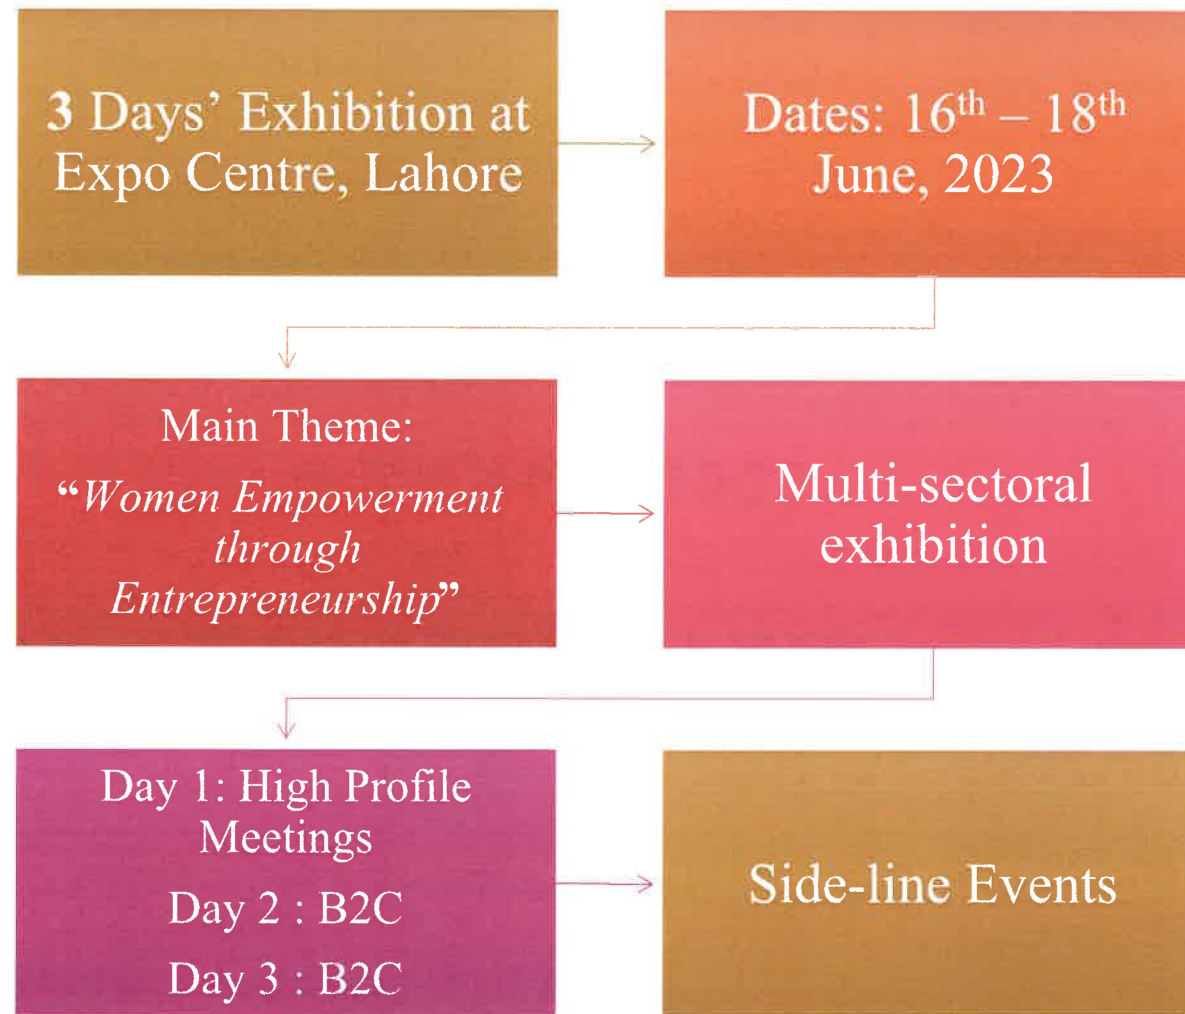 3 Days’ Exhibition at
Expo Centre, Lahore
Dates: 16th – 18th
June, 2023
Main Theme:
“Women Empowerment
through
Entrepreneurship”
Multi-sectoral
exhibition
Day 1: High Profile
Meetings
Day 2 : B2C
Day 3 : B2C
Side-line Events